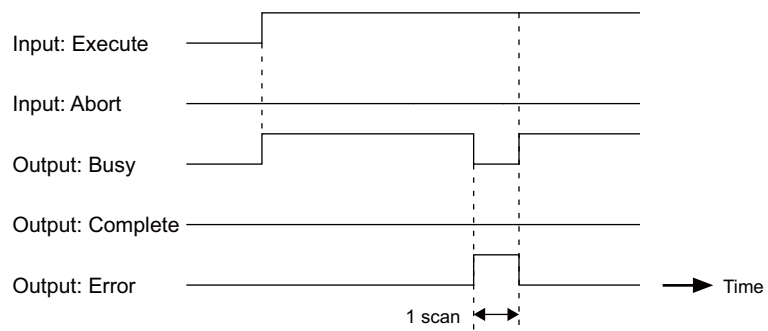 Input: Execute
Input: Abort
Output: Busy
Output: Complete
Output: Error
Time
1 scan